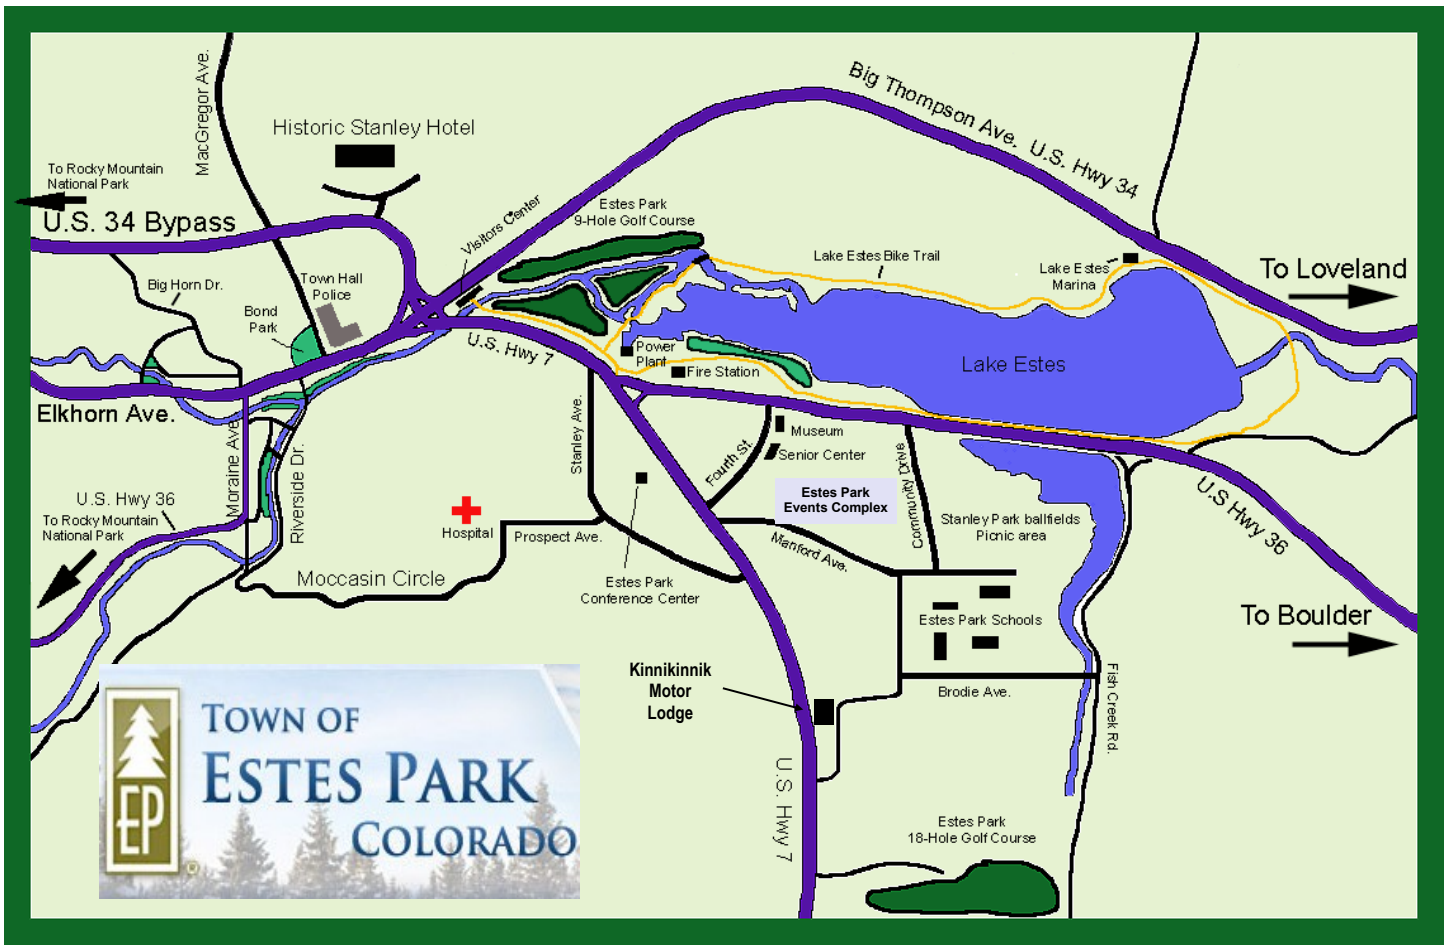 MacGregor Ave.
Historic Stanley Hotel
To Rocky Mountain
National Park
U.S. 34 Bypass
Big Thompson Ave. U.S. Hwy 34
Visitors Center
Estes Park
9-Hole Golf Course
Lake Estes Bike Trail
Lake Estes
Marina
To Loveland
Big Horn Dr.
Town Hall
Police
Bond
Park
U.S. Hwy 7
Power
Plant
Fire Station
Lake Estes
Elkhorn Ave.
Moraine Ave.
Riverside Dr.
Stanley Ave.
Fourth St.
Museum
Senior Center
Community Drive
Estes Park
Events Complex
U.S. Hwy 36
To Rocky Mountain
National Park
Hospital
Prospect Ave.
Manford Ave.
Stanley Park ballfields
Picnic area
U.S Hwy 36
Moccasin Circle
Estes Park
Conference Center
Estes Park Schools
To Boulder
Kinnikinnik
Motor
Lodge
Brodie Ave.
Fish Creek Rd.
U.S. Hwy 7
Estes Park
18-Hole Golf Course
EP
®
TOWN OF
ESTES PARK
COLORADO